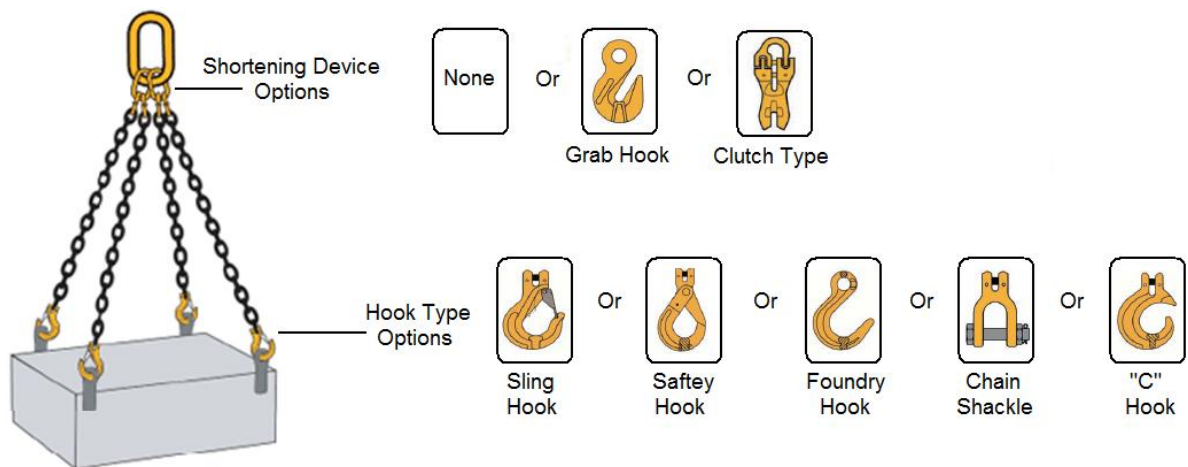 Shortening Device
Options
None
Or
Or
Grab Hook
Clutch Type
Hook Type
Options
Or
Or
Or
Or
Sling
Hook
Saftey
Hook
Foundry
Hook
Chain
Shackle
"C"
Hook